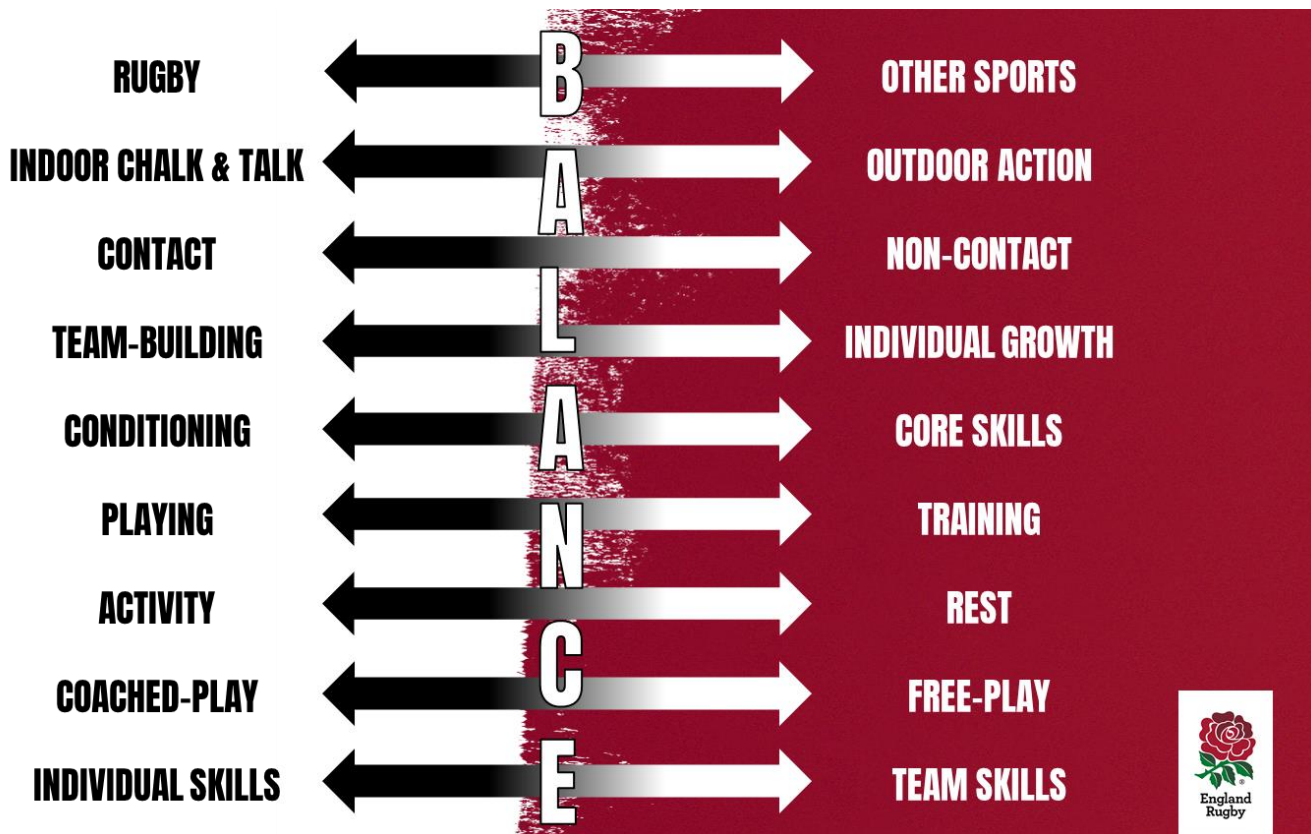 RUGBY
OTHER SPORTS
INDOOR CHALK & TALK
OUTDOOR ACTION
CONTACT
NON-CONTACT
TEAM-BUILDING
INDIVIDUAL GROWTH
CONDITIONING
CORE SKILLS
PLAYING
TRAINING
ACTIVITY
REST
COACHED-PLAY
FREE-PLAY
INDIVIDUAL SKILLS
TEAM SKILLS
BALANCE
England
Rugby